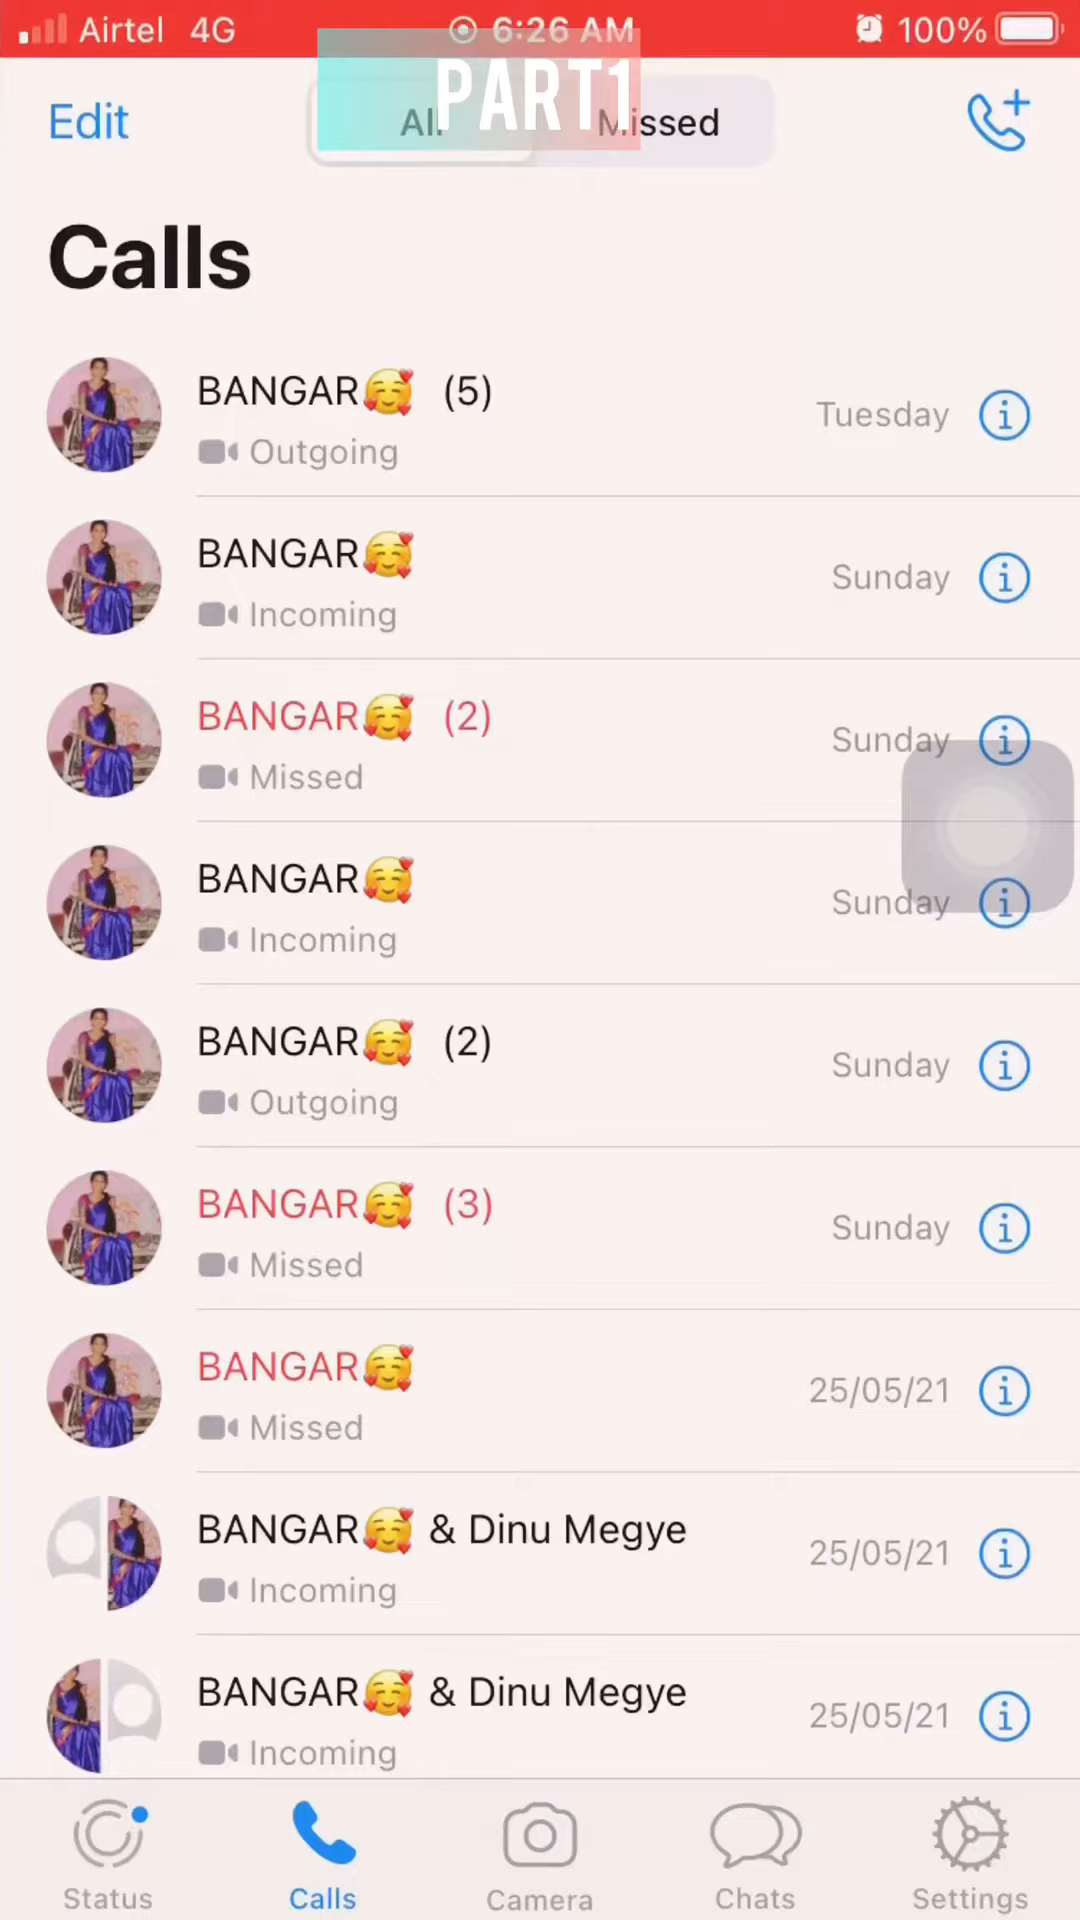 Airtel 4G 6:26 AM 100%
PART1
Edit All Missed
Calls
BANGAR🥰 (5)
Tuesday
Outgoing
BANGAR🥰
Sunday
Incoming
BANGAR🥰 (2)
Sunday
Missed
BANGAR🥰
Sunday
Incoming
BANGAR🥰 (2)
Sunday
Outgoing
BANGAR🥰 (3)
Sunday
Missed
BANGAR🥰
25/05/21
Missed
BANGAR🥰 & Dinu Megye
25/05/21
Incoming
BANGAR🥰 & Dinu Megye
25/05/21
Incoming
Status Calls Camera Chats Settings